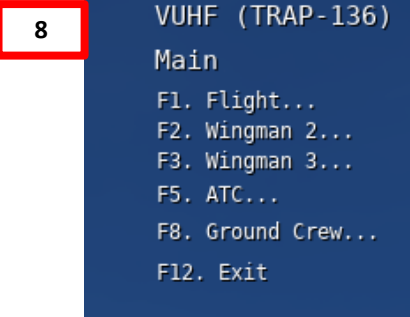 8
VUHF (TRAP-136)
Main
F1. Flight...
F2. Wingman 2...
F3. Wingman 3...
F5. ATC...
F8. Ground Crew...
F12. Exit